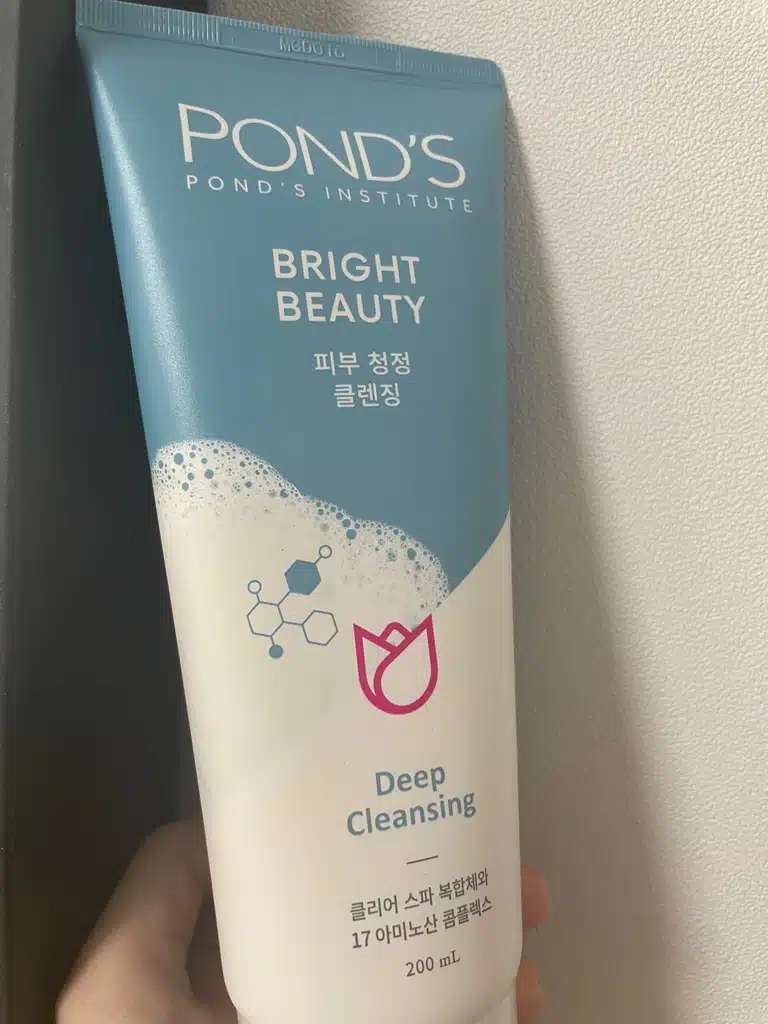 POND'S
POND'S INSTITUTE
BRIGHT
BEAUTY
피부 청정
클렌징
Deep
Cleansing
클리어 스파 복합체와
17 아미노산 콤플렉스
200 mL